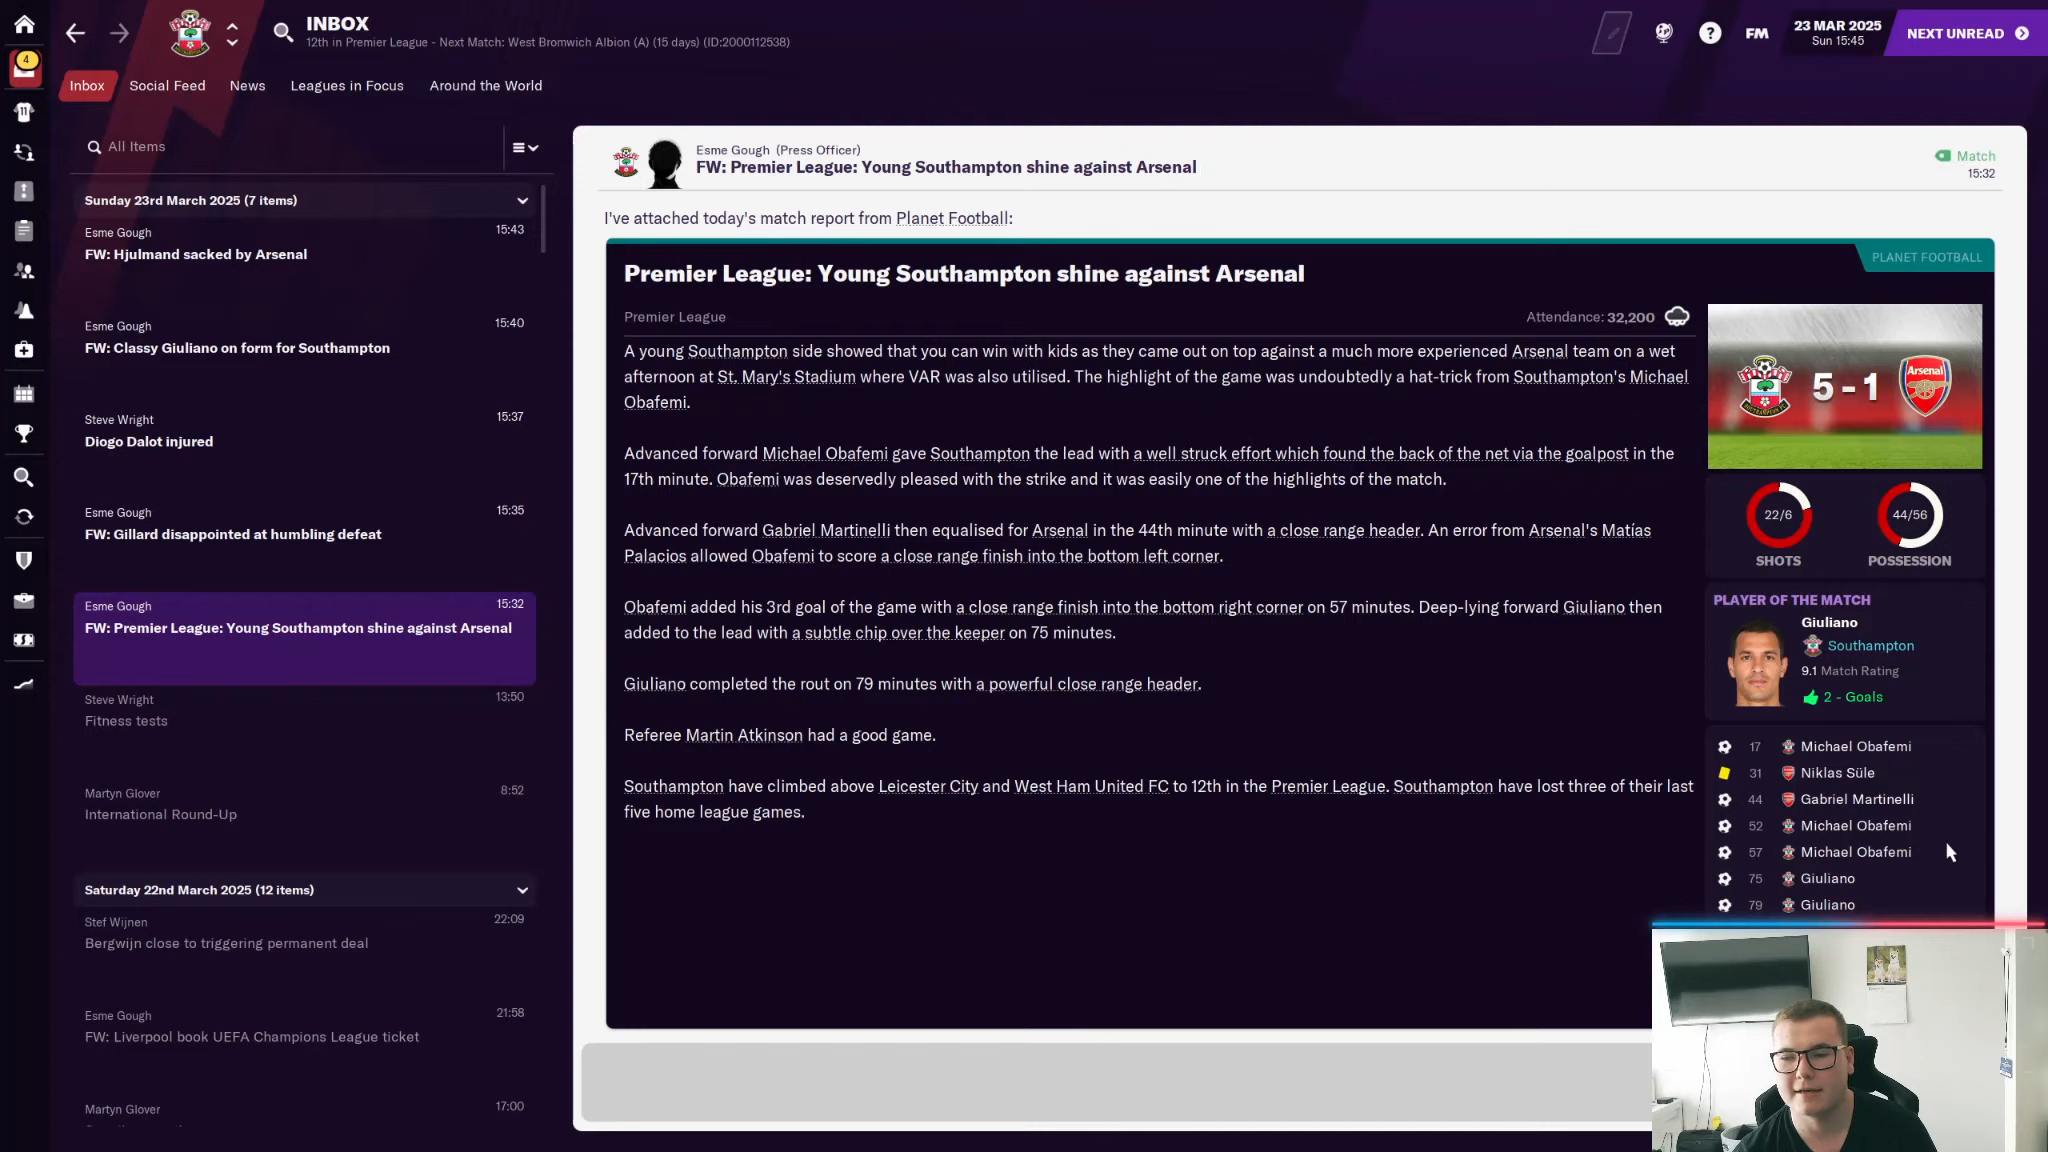 INBOX
12th in Premier League - Next Match: West Bromwich Albion (A) (15 days) (ID:2000112538)
FM
23 MAR 2025
Sun 15:45
NEXT UNREAD
4
11
Inbox
Social Feed
News
Leagues in Focus
Around the World
All Items
Sunday 23rd March 2025 (7 items)
Esme Gough
15:43
FW: Hjulmand sacked by Arsenal
Esme Gough
15:40
FW: Classy Giuliano on form for Southampton
Steve Wright
15:37
Diogo Dalot injured
Esme Gough
15:35
FW: Gillard disappointed at humbling defeat
Esme Gough
15:32
FW: Premier League: Young Southampton shine against Arsenal
Steve Wright
13:50
Fitness tests
Martyn Glover
8:52
International Round-Up
Saturday 22nd March 2025 (12 items)
Stef Wijnen
22:09
Bergwijn close to triggering permanent deal
Esme Gough
21:58
FW: Liverpool book UEFA Champions League ticket
Martyn Glover
17:00
Esme Gough (Press Officer)
FW: Premier League: Young Southampton shine against Arsenal
Match
15:32
I've attached today's match report from Planet Football:
PLANET FOOTBALL
Premier League: Young Southampton shine against Arsenal
Premier League
Attendance: 32,200
A young Southampton side showed that you can win with kids as they came out on top against a much more experienced Arsenal team on a wet
afternoon at St. Mary's Stadium where VAR was also utilised. The highlight of the game was undoubtedly a hat-trick from Southampton's Michael
Obafemi.
Advanced forward Michael Obafemi gave Southampton the lead with a well struck effort which found the back of the net via the goalpost in the
17th minute. Obafemi was deservedly pleased with the strike and it was easily one of the highlights of the match.
Advanced forward Gabriel Martinelli then equalised for Arsenal in the 44th minute with a close range header. An error from Arsenal's Matías
Palacios allowed Obafemi to score a close range finish into the bottom left corner.
Obafemi added his 3rd goal of the game with a close range finish into the bottom right corner on 57 minutes. Deep-lying forward Giuliano then
added to the lead with a subtle chip over the keeper on 75 minutes.
Giuliano completed the rout on 79 minutes with a powerful close range header.
Referee Martin Atkinson had a good game.
Southampton have climbed above Leicester City and West Ham United FC to 12th in the Premier League. Southampton have lost three of their last
five home league games.
5 - 1
Arsenal
22/6
SHOTS
44/56
POSSESSION
PLAYER OF THE MATCH
Giuliano
Southampton
9.1 Match Rating
2 - Goals
17 Michael Obafemi
31 Niklas Süle
44 Gabriel Martinelli
52 Michael Obafemi
57 Michael Obafemi
75 Giuliano
79 Giuliano